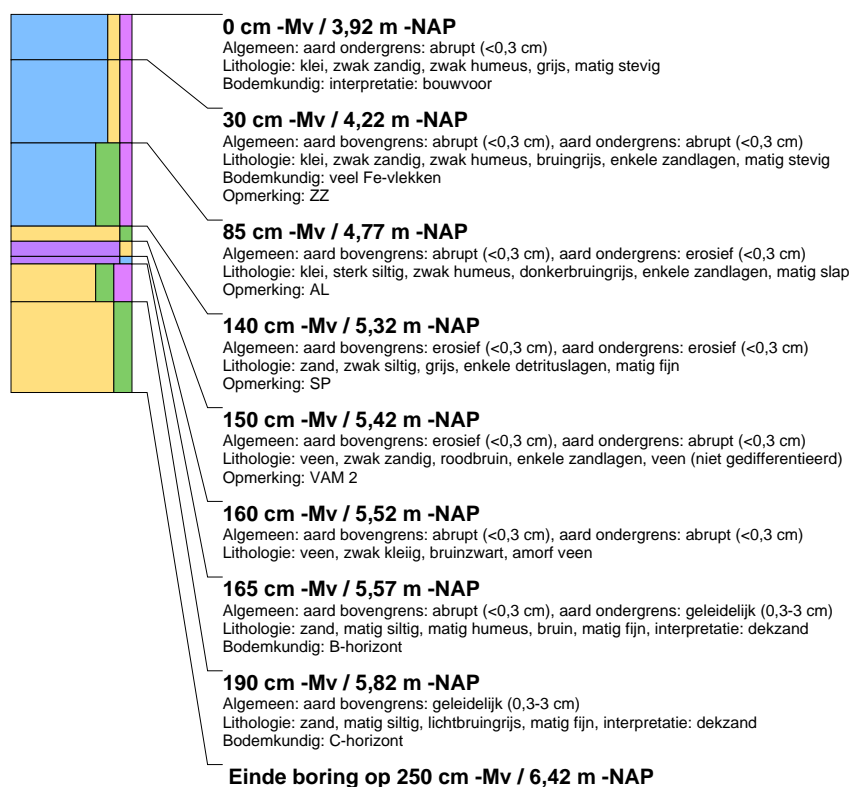 0 cm -Mv / 3,92 m -NAP
Algemeen: aard ondergrens: abrupt (<0,3 cm)
Lithologie: klei, zwak zandig, zwak humeus, grijs, matig stevig
Bodemkundig: interpretatie: bouwvoor
30 cm -Mv / 4,22 m -NAP
Algemeen: aard bovengrens: abrupt (<0,3 cm), aard ondergrens: abrupt (<0,3 cm)
Lithologie: klei, zwak zandig, zwak humeus, bruingrijs, enkele zandlagen, matig stevig
Bodemkundig: veel Fe-vlekken
Opmerking: ZZ
85 cm -Mv / 4,77 m -NAP
Algemeen: aard bovengrens: abrupt (<0,3 cm), aard ondergrens: erosief (<0,3 cm)
Lithologie: klei, sterk siltig, zwak humeus, donkerbruingrijs, enkele zandlagen, matig slap
Opmerking: AL
140 cm -Mv / 5,32 m -NAP
Algemeen: aard bovengrens: erosief (<0,3 cm), aard ondergrens: erosief (<0,3 cm)
Lithologie: zand, zwak siltig, grijs, enkele detrituslagen, matig fijn
Opmerking: SP
150 cm -Mv / 5,42 m -NAP
Algemeen: aard bovengrens: erosief (<0,3 cm), aard ondergrens: abrupt (<0,3 cm)
Lithologie: veen, zwak zandig, roodbruin, enkele zandlagen, veen (niet gedifferentieerd)
Opmerking: VAM 2
160 cm -Mv / 5,52 m -NAP
Algemeen: aard bovengrens: abrupt (<0,3 cm), aard ondergrens: abrupt (<0,3 cm)
Lithologie: veen, zwak kleiig, bruinzwart, amorf veen
165 cm -Mv / 5,57 m -NAP
Algemeen: aard bovengrens: abrupt (<0,3 cm), aard ondergrens: geleidelijk (0,3-3 cm)
Lithologie: zand, matig siltig, matig humeus, bruin, matig fijn, interpretatie: dekzand
Bodemkundig: B-horizont
190 cm -Mv / 5,82 m -NAP
Algemeen: aard bovengrens: geleidelijk (0,3-3 cm)
Lithologie: zand, matig siltig, lichtbruingrijs, matig fijn, interpretatie: dekzand
Bodemkundig: C-horizont
Einde boring op 250 cm -Mv / 6,42 m -NAP